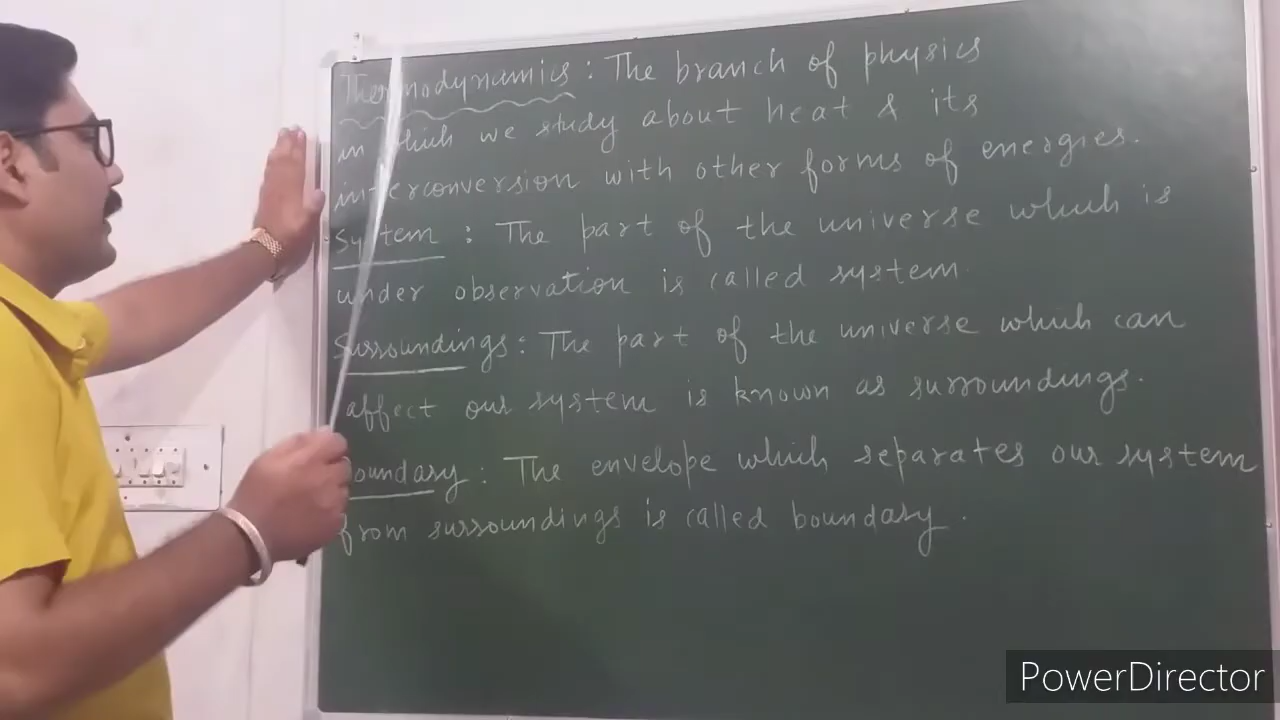 Thermodynamics : The branch of physics
in which we study about heat & its
interconversion with other forms of energies.
System : The part of the universe which is
under observation is called system.
Surroundings : The part of the universe which can
affect our system is known as surroundings.
Boundary : The envelope which separates our system
from surroundings is called boundary.
PowerDirector